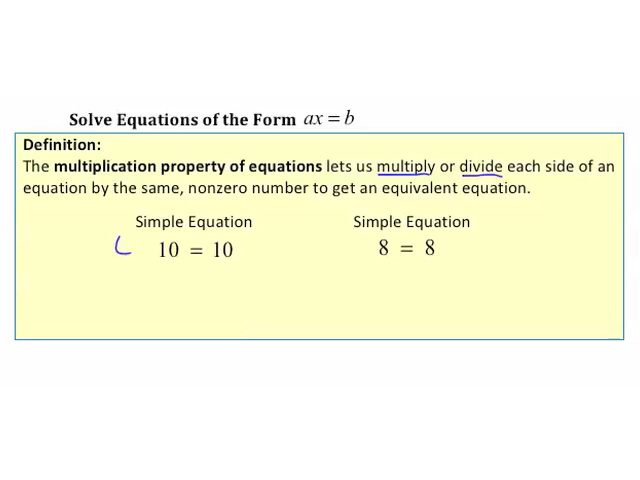 Solve Equations of the Form ax = b
Definition:
The multiplication property of equations lets us multiply or divide each side of an
equation by the same, nonzero number to get an equivalent equation.
Simple Equation Simple Equation
10 = 10 8 = 8